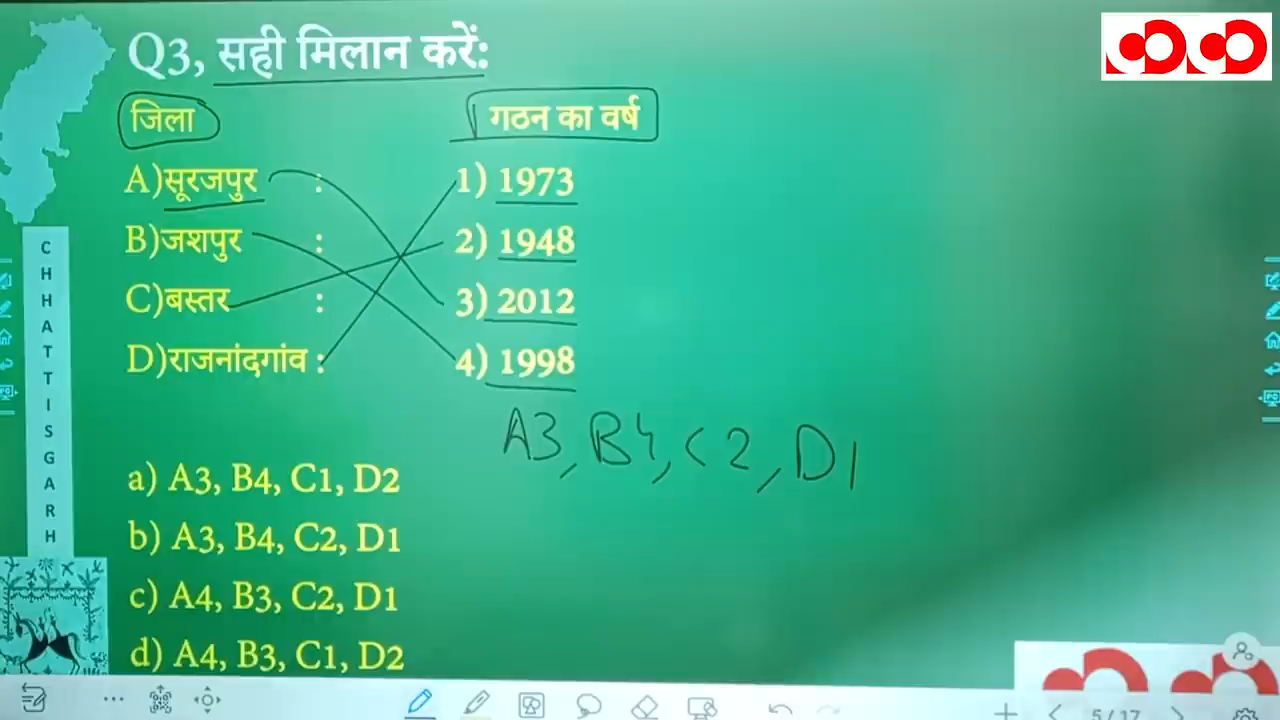 Q3, सही मिलान करें:
जिला गठन का वर्ष
A)सूरजपुर : 1) 1973
B)जशपुर : 2) 1948
C)बस्तर : 3) 2012
D)राजनांदगांव : 4) 1998
A3, B4, C2, D1
a) A3, B4, C1, D2
b) A3, B4, C2, D1
c) A4, B3, C2, D1
d) A4, B3, C1, D2
CHHATTISGARH
5/17